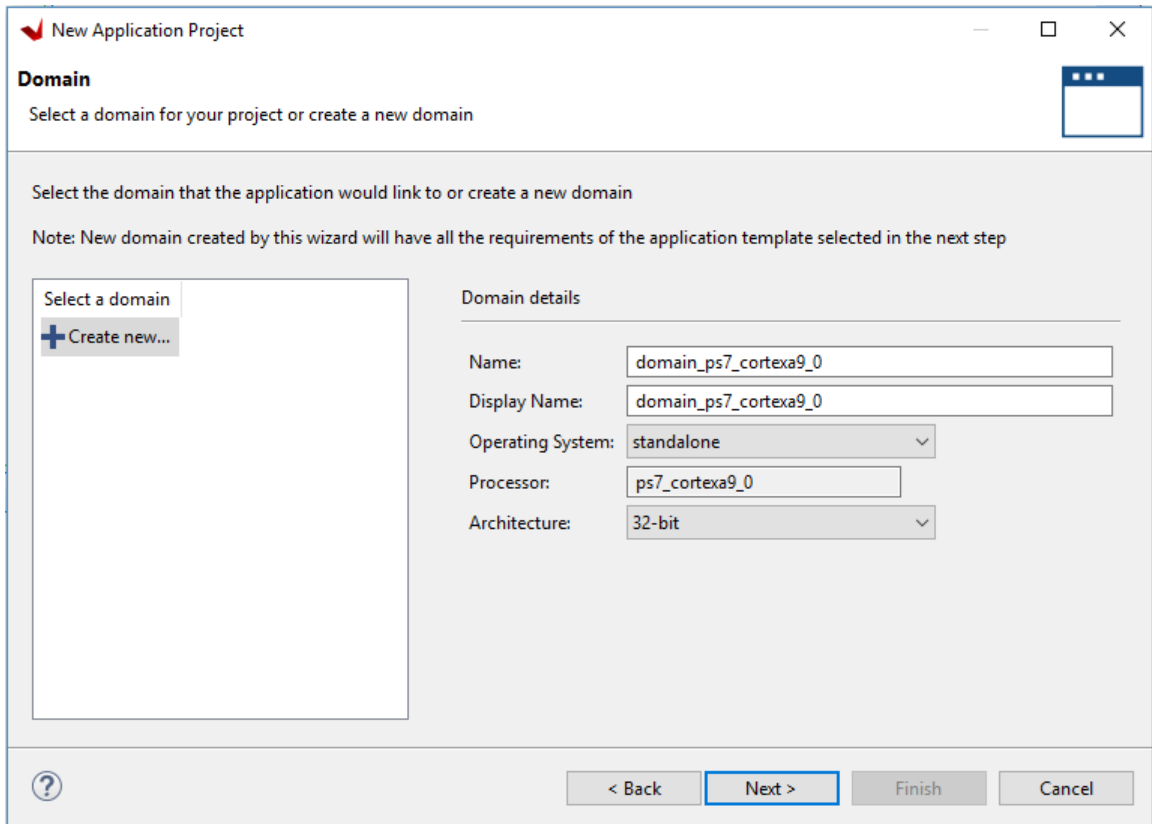 New Application Project
Domain
Select a domain for your project or create a new domain
Select the domain that the application would link to or create a new domain
Note: New domain created by this wizard will have all the requirements of the application template selected in the next step
Select a domain
Create new...
Domain details
Name: domain_ps7_cortexa9_0
Display Name: domain_ps7_cortexa9_0
Operating System: standalone
Processor: ps7_cortexa9_0
Architecture: 32-bit
? < Back Next > Finish Cancel